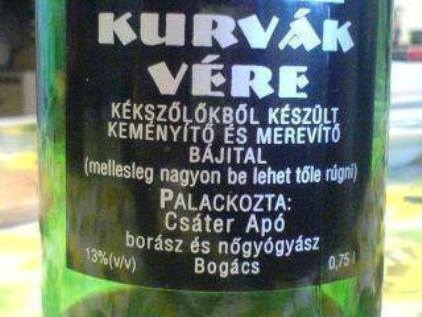 KURVÁK
VÉRE
KÉKSZŐLŐKBŐL KÉSZÜLT
KEMÉNYÍTŐ ÉS MEREVÍTŐ
BÁJITAL
(mellesleg nagyon be lehet tőle rúgni)
PALACKOZTA:
Csáter Apó
borász és nőgyógyász
13%(v/v) Bogács 0,75 l